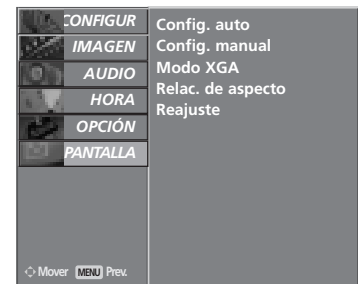 CONFIGUR
IMAGEN
AUDIO
HORA
OPCIÓN
PANTALLA
Config. auto
Config. manual
Modo XGA
Relac. de aspecto
Reajuste
Mover MENU Prev.